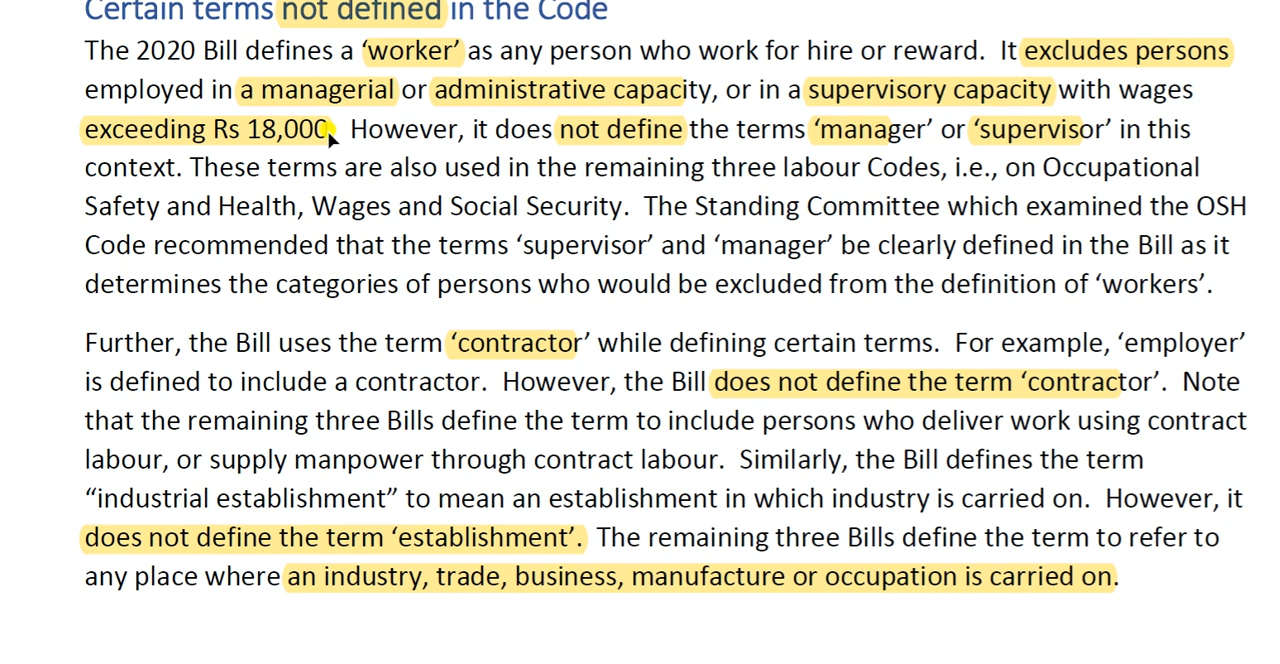 Certain terms not defined in the Code
The 2020 Bill defines a ‘worker’ as any person who work for hire or reward.  It excludes persons
employed in a managerial or administrative capacity, or in a supervisory capacity with wages
exceeding Rs 18,000.  However, it does not define the terms ‘manager’ or ‘supervisor’ in this
context. These terms are also used in the remaining three labour Codes, i.e., on Occupational
Safety and Health, Wages and Social Security.  The Standing Committee which examined the OSH
Code recommended that the terms ‘supervisor’ and ‘manager’ be clearly defined in the Bill as it
determines the categories of persons who would be excluded from the definition of ‘workers’.
Further, the Bill uses the term ‘contractor’ while defining certain terms.  For example, ‘employer’
is defined to include a contractor.  However, the Bill does not define the term ‘contractor’.  Note
that the remaining three Bills define the term to include persons who deliver work using contract
labour, or supply manpower through contract labour.  Similarly, the Bill defines the term
“industrial establishment” to mean an establishment in which industry is carried on.  However, it
does not define the term ‘establishment’.  The remaining three Bills define the term to refer to
any place where an industry, trade, business, manufacture or occupation is carried on.